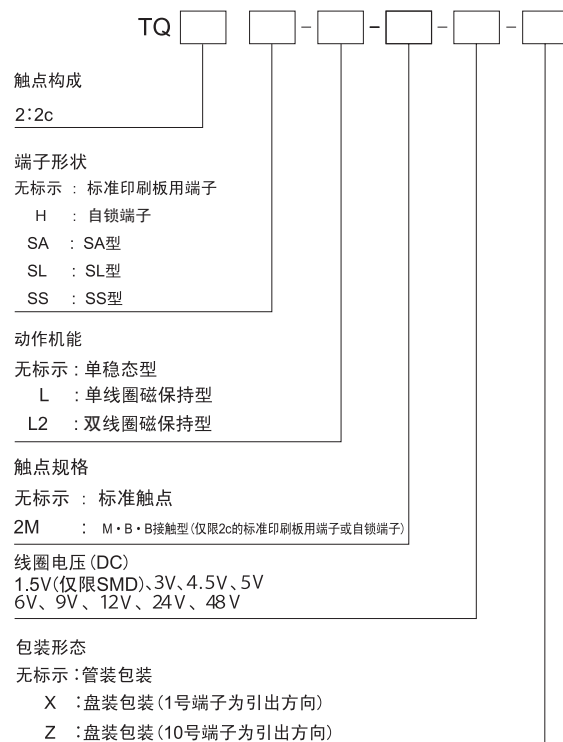 TQ - - - -
触点构成
2:2c
端子形状
无标示 : 标准印刷板用端子
H : 自锁端子
SA : SA型
SL : SL型
SS : SS型
动作机能
无标示 : 单稳态型
L : 单线圈磁保持型
L2 : 双线圈磁保持型
触点规格
无标示 : 标准触点
2M : M・B・B接触型(仅限2c的标准印刷板用端子或自锁端子)
线圈电压(DC)
1.5V(仅限SMD)、3V、4.5V、5V
6V、9V、12V、24V、48V
包装形态
无标示:管装包装
X :盘装包装(1号端子为引出方向)
Z :盘装包装(10号端子为引出方向)